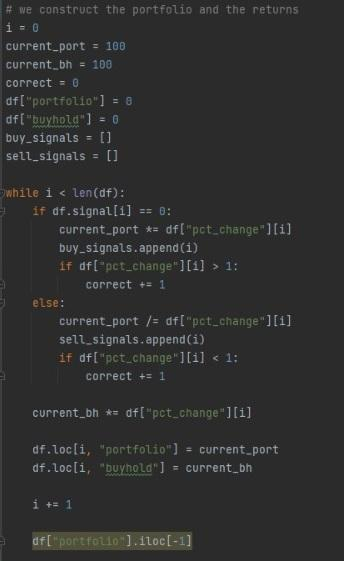 # we construct the portfolio and the returns
i = 0
current_port = 100
current_bh = 100
correct = 0
df["portfolio"] = 0
df["buyhold"] = 0
buy_signals = []
sell_signals = []
while i < len(df):
    if df.signal[i] == 0:
        current_port *= df["pct_change"][i]
        buy_signals.append(i)
        if df["pct_change"][i] > 1:
            correct += 1
    else:
        current_port /= df["pct_change"][i]
        sell_signals.append(i)
        if df["pct_change"][i] < 1:
            correct += 1
    current_bh *= df["pct_change"][i]
    df.loc[i, "portfolio"] = current_port
    df.loc[i, "buyhold"] = current_bh
    i += 1
    df["portfolio"].iloc[-1]